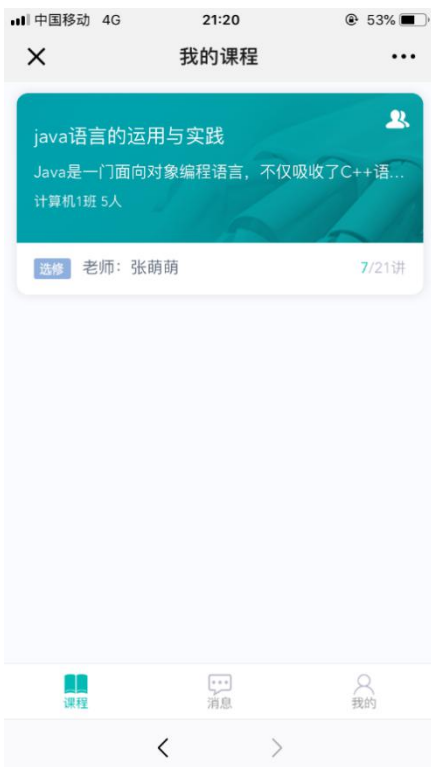 中国移动 4G 21:20 53%
我的课程
java语言的运用与实践
Java是一门面向对象编程语言，不仅吸收了C++语...
计算机1班 5人
选修 老师：张萌萌 7/21讲
课程 消息 我的